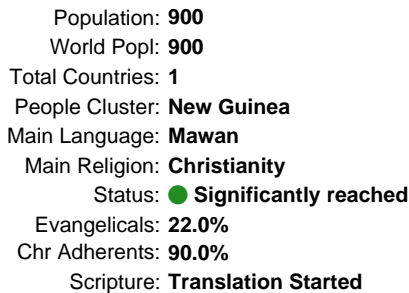 Population: 900
World Popl: 900
Total Countries: 1
People Cluster: New Guinea
Main Language: Mawan
Main Religion: Christianity
Status: Significantly reached
Evangelicals: 22.0%
Chr Adherents: 90.0%
Scripture: Translation Started